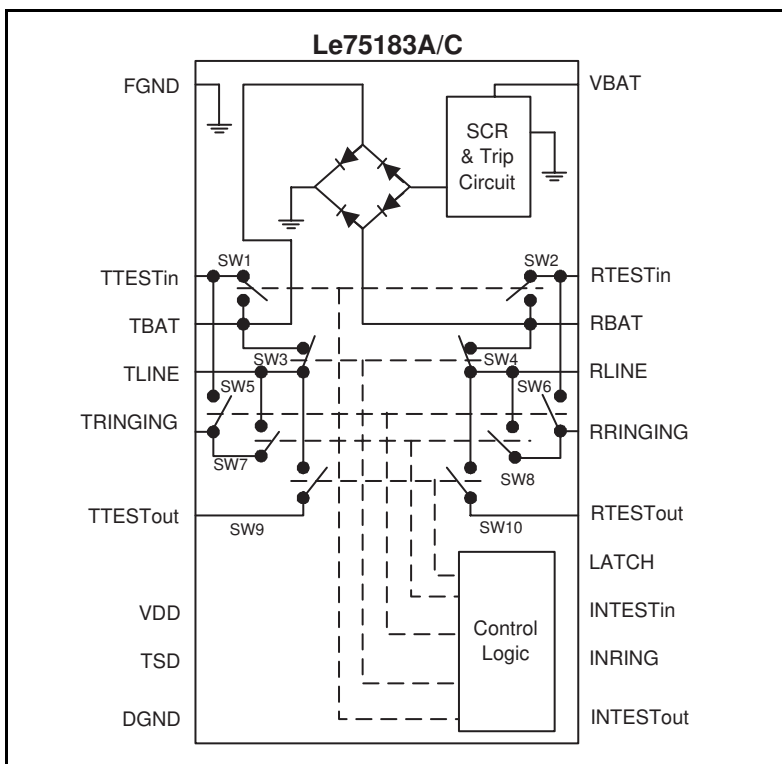 Le75183A/C
FGND
VBAT
SCR
& Trip
Circuit
SW1
SW2
TTESTin
RTESTin
TBAT
RBAT
SW3
SW4
TLINE
RLINE
SW5
SW6
TRINGING
RRINGING
SW7
SW8
TTESTout
SW9
SW10
RTESTout
LATCH
VDD
INTESTin
Control
Logic
TSD
INRING
DGND
INTESTout